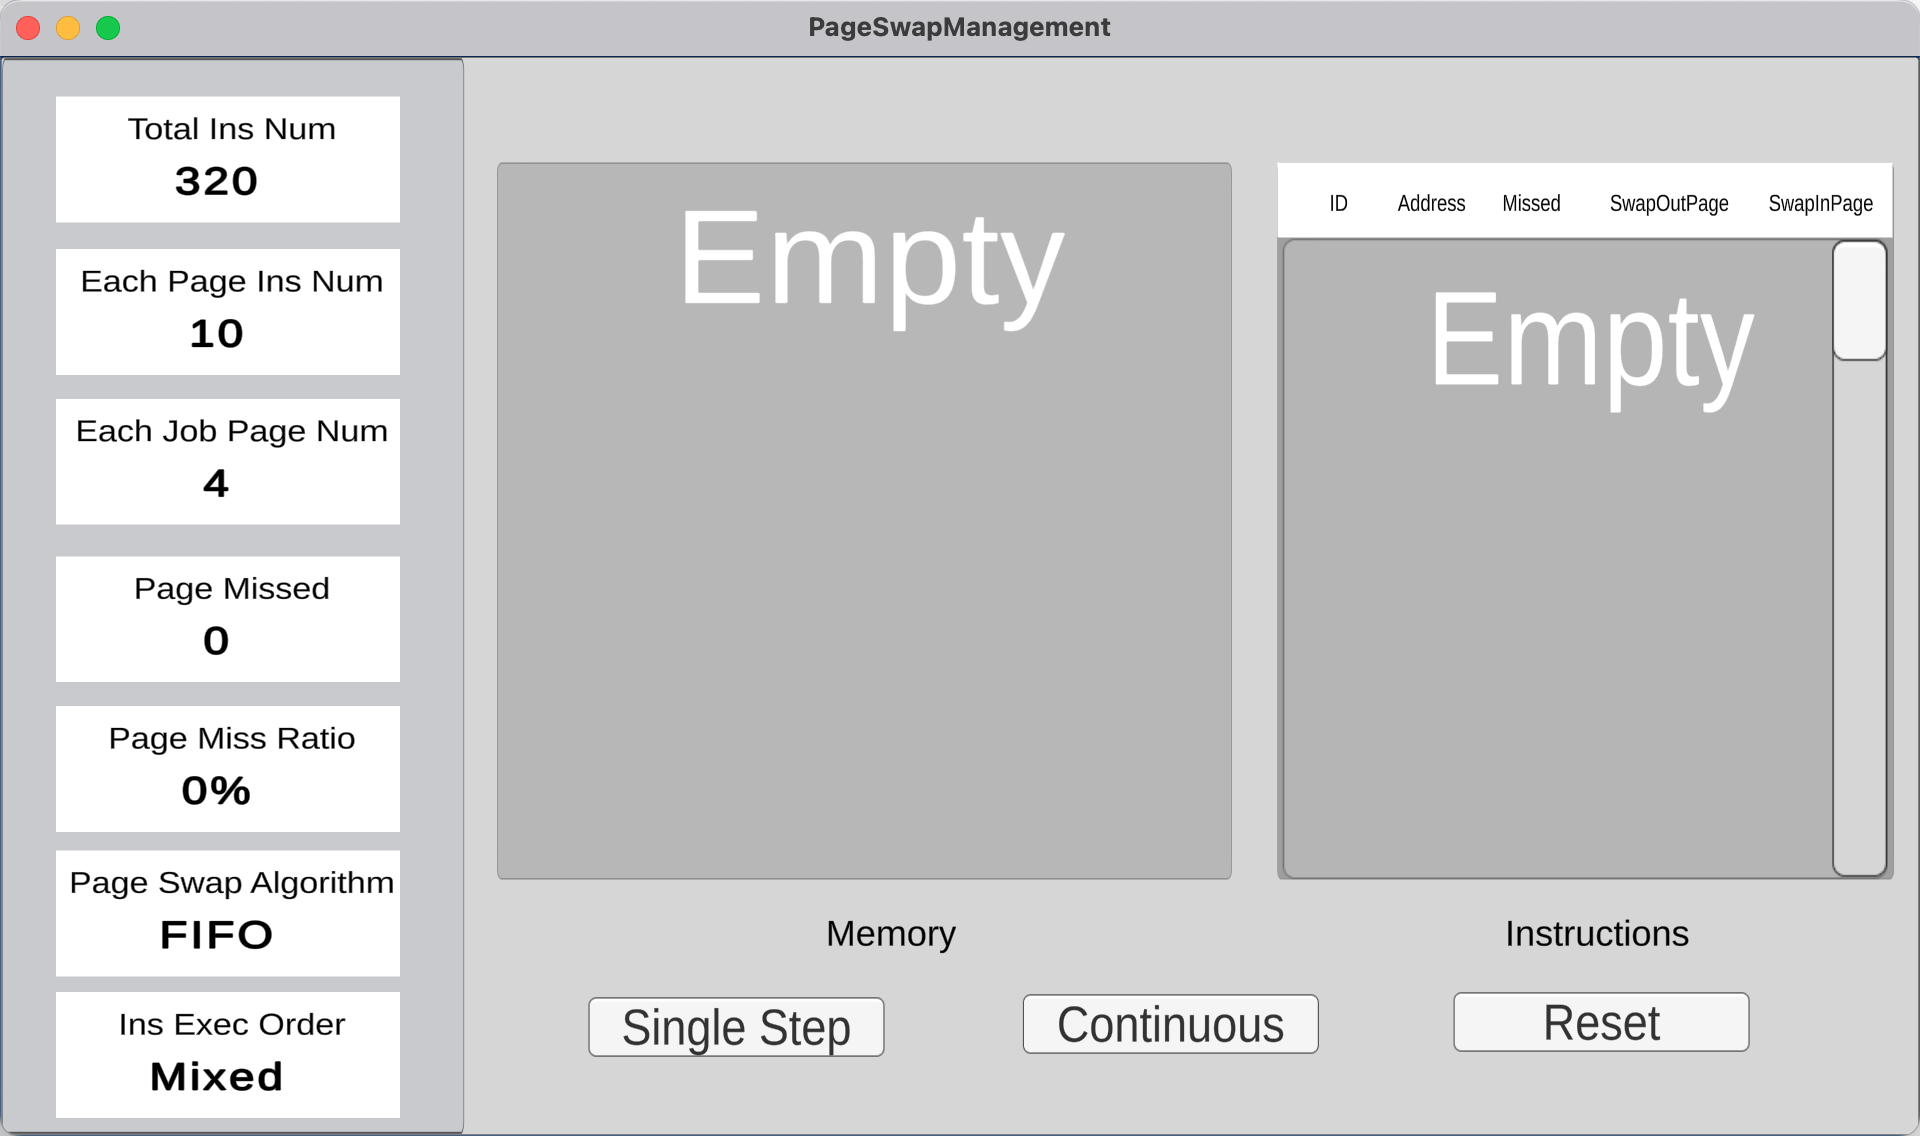 PageSwapManagement
Total Ins Num
320
Each Page Ins Num
10
Each Job Page Num
4
Page Missed
0
Page Miss Ratio
0%
Page Swap Algorithm
FIFO
Ins Exec Order
Mixed
Empty
Memory
ID Address Missed SwapOutPage SwapInPage
Empty
Instructions
Single Step Continuous Reset